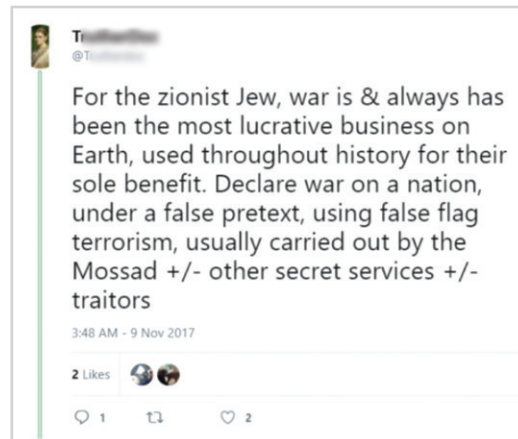 For the zionist Jew, war is & always has
been the most lucrative business on
Earth, used throughout history for their
sole benefit. Declare war on a nation,
under a false pretext, using false flag
terrorism, usually carried out by the
Mossad +/- other secret services +/-
traitors
3:48 AM - 9 Nov 2017
2 Likes
1 2